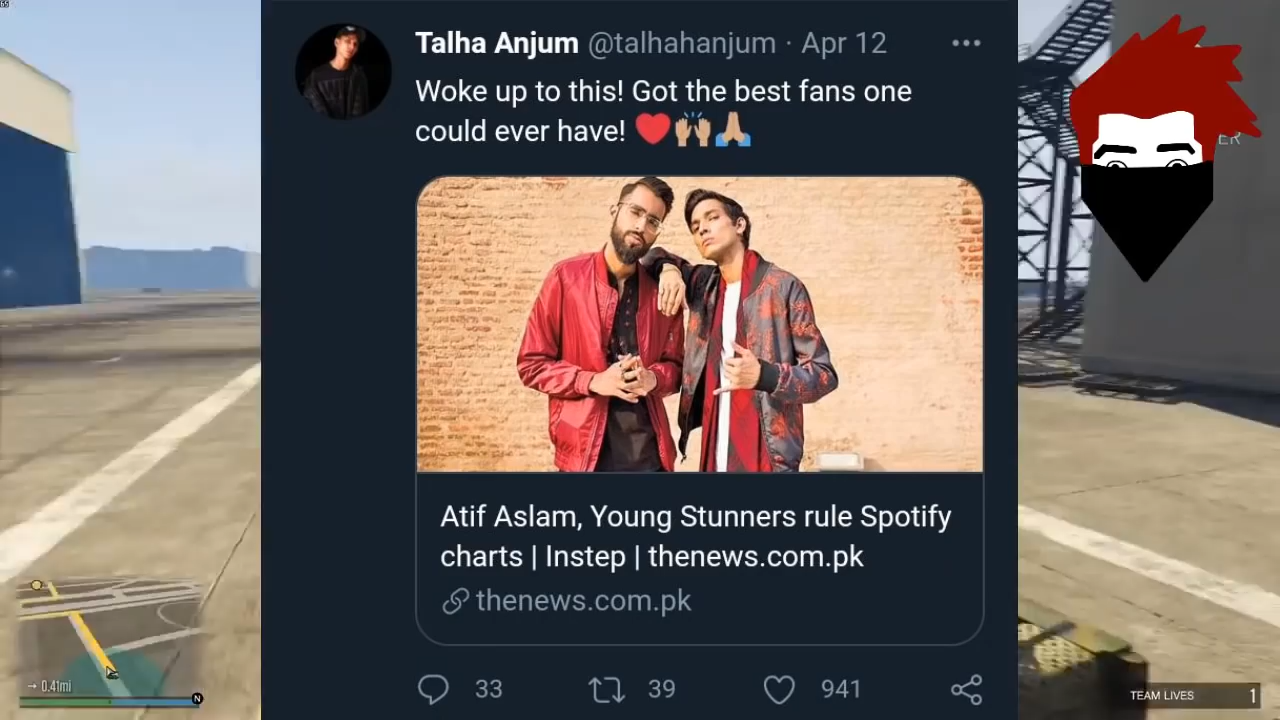 65
Talha Anjum @talhahanjum · Apr 12
Woke up to this! Got the best fans one
could ever have! ❤️🙌🏽🙏🏽
Atif Aslam, Young Stunners rule Spotify
charts | Instep | thenews.com.pk
thenews.com.pk
33 39 941
ER
→ 0.41mi
N
TEAM LIVES 1